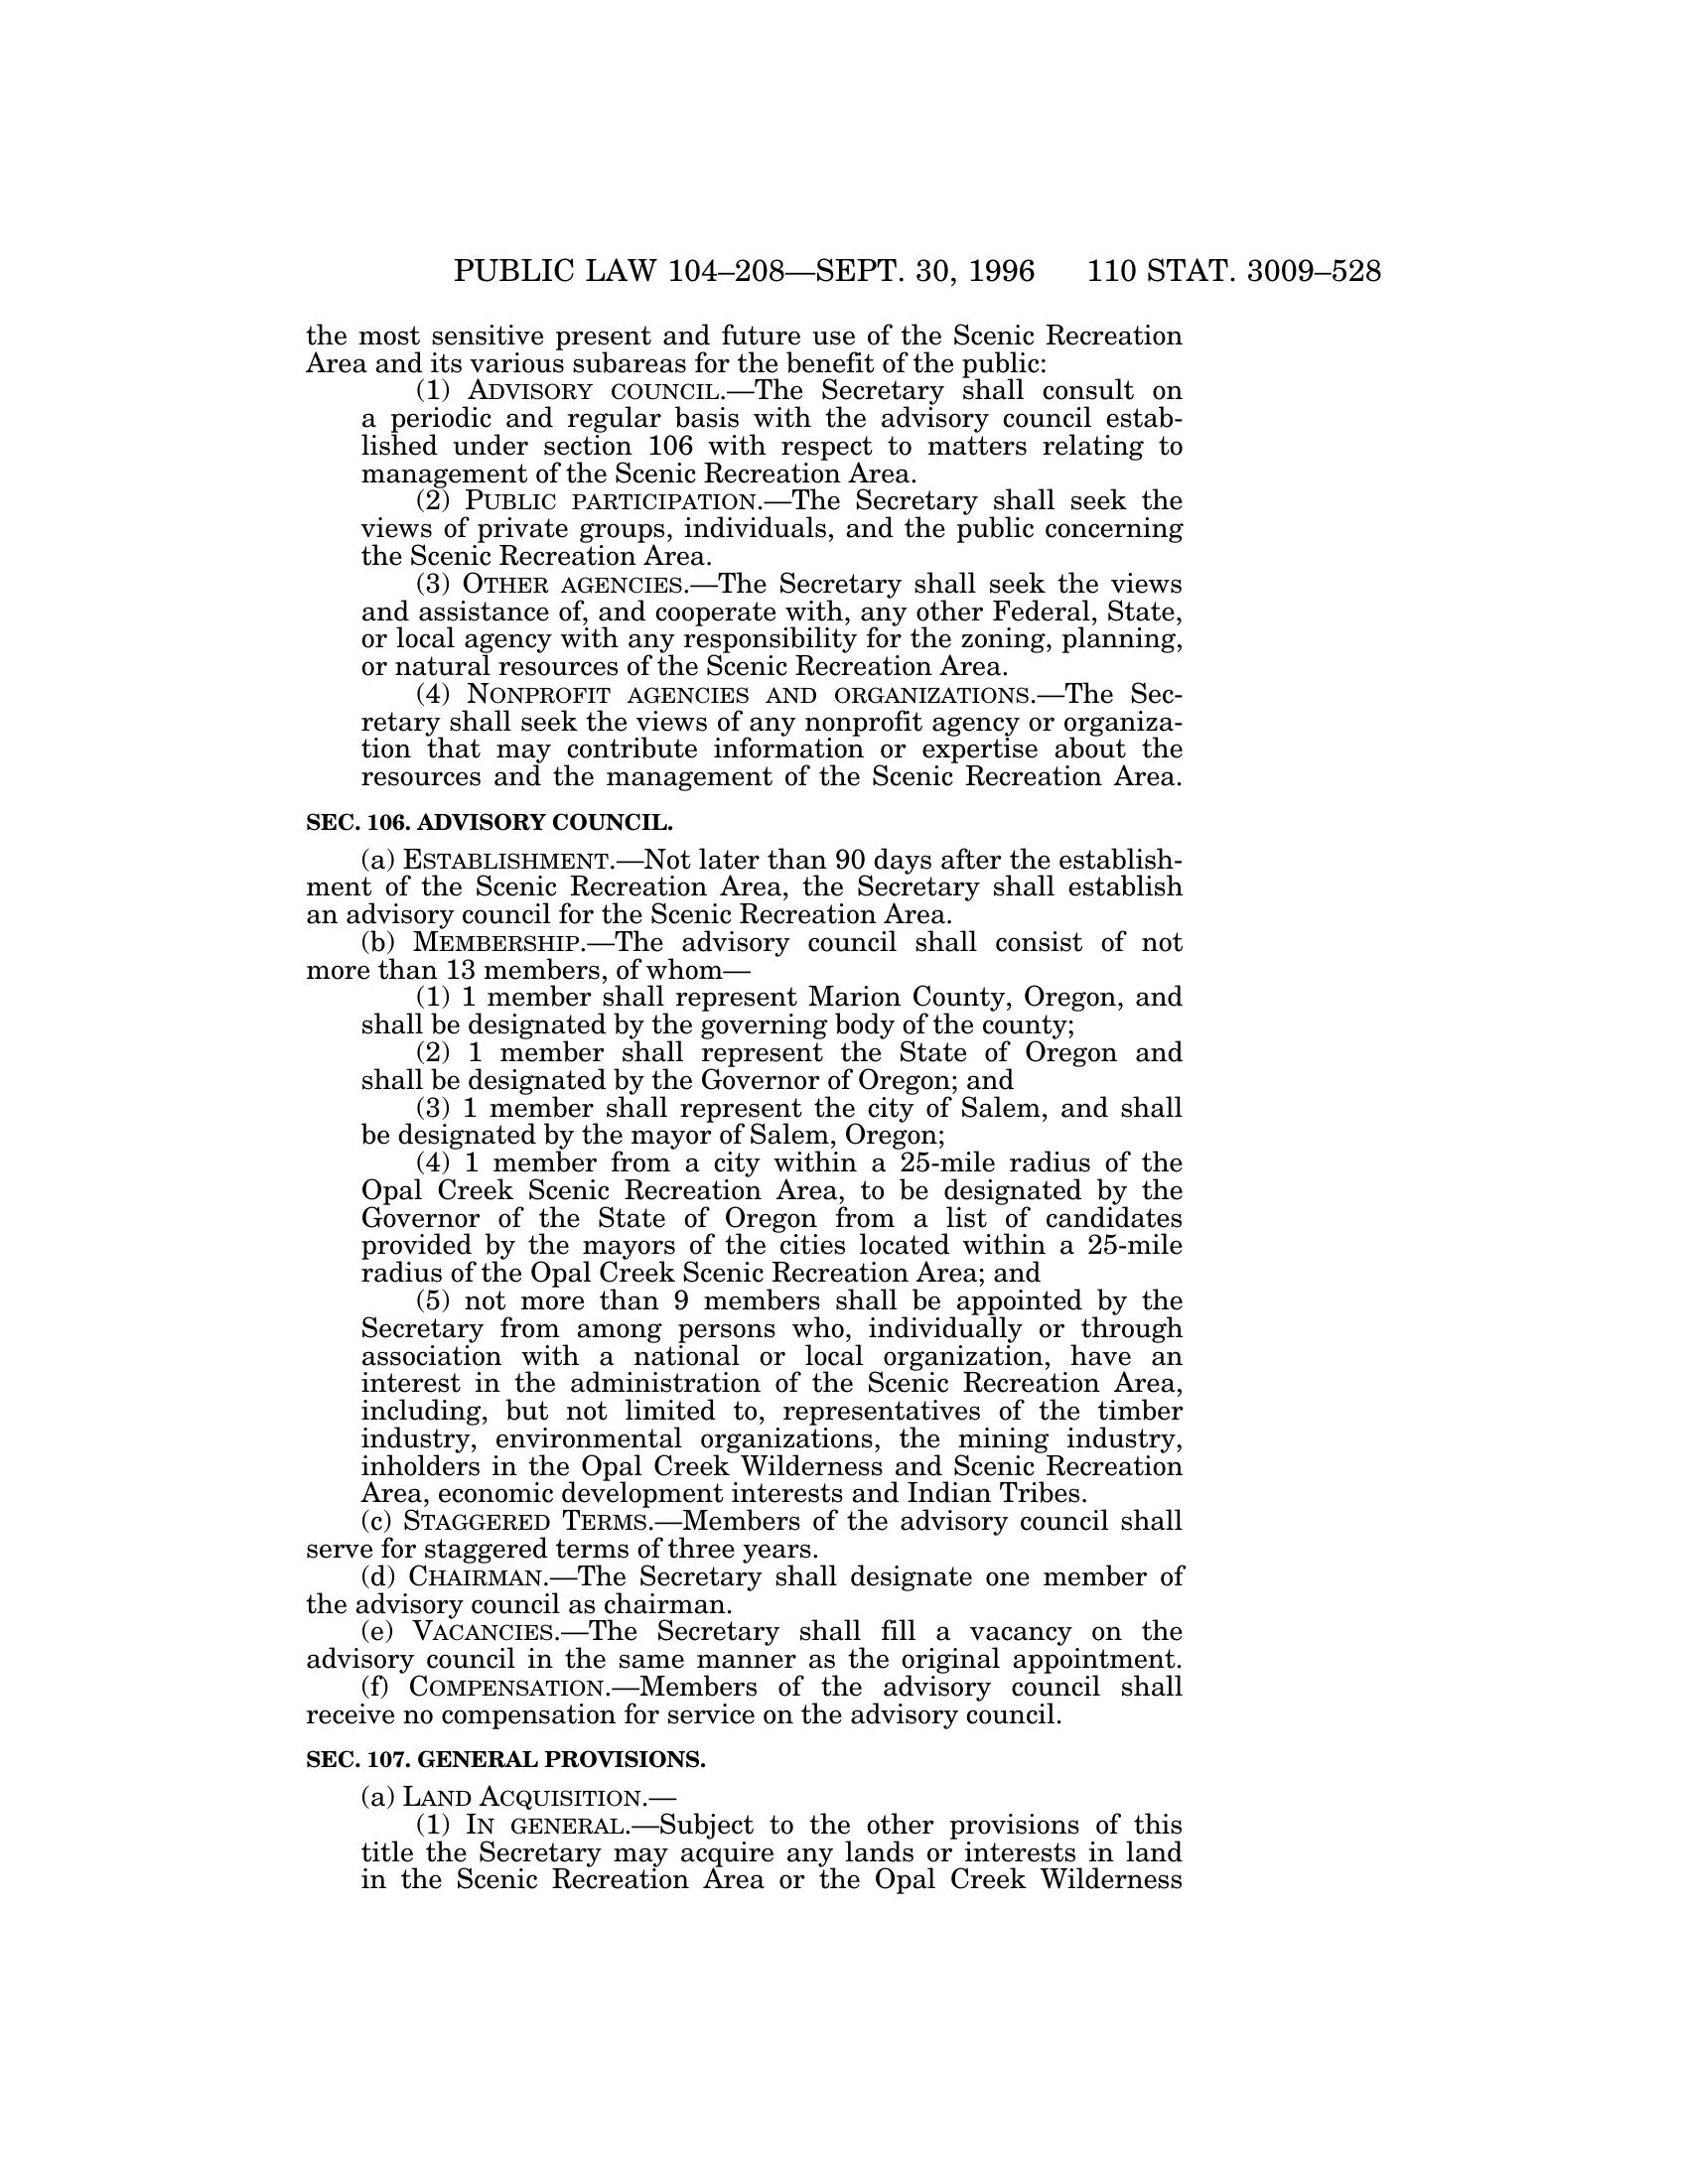 PUBLIC LAW 104–208—SEPT. 30, 1996 110 STAT. 3009–528
the most sensitive present and future use of the Scenic Recreation
Area and its various subareas for the benefit of the public:
(1) ADVISORY COUNCIL.—The Secretary shall consult on
a periodic and regular basis with the advisory council estab-
lished under section 106 with respect to matters relating to
management of the Scenic Recreation Area.
(2) PUBLIC PARTICIPATION.—The Secretary shall seek the
views of private groups, individuals, and the public concerning
the Scenic Recreation Area.
(3) OTHER AGENCIES.—The Secretary shall seek the views
and assistance of, and cooperate with, any other Federal, State,
or local agency with any responsibility for the zoning, planning,
or natural resources of the Scenic Recreation Area.
(4) NONPROFIT AGENCIES AND ORGANIZATIONS.—The Sec-
retary shall seek the views of any nonprofit agency or organiza-
tion that may contribute information or expertise about the
resources and the management of the Scenic Recreation Area.
SEC. 106. ADVISORY COUNCIL.
(a) ESTABLISHMENT.—Not later than 90 days after the establish-
ment of the Scenic Recreation Area, the Secretary shall establish
an advisory council for the Scenic Recreation Area.
(b) MEMBERSHIP.—The advisory council shall consist of not
more than 13 members, of whom—
(1) 1 member shall represent Marion County, Oregon, and
shall be designated by the governing body of the county;
(2) 1 member shall represent the State of Oregon and
shall be designated by the Governor of Oregon; and
(3) 1 member shall represent the city of Salem, and shall
be designated by the mayor of Salem, Oregon;
(4) 1 member from a city within a 25-mile radius of the
Opal Creek Scenic Recreation Area, to be designated by the
Governor of the State of Oregon from a list of candidates
provided by the mayors of the cities located within a 25-mile
radius of the Opal Creek Scenic Recreation Area; and
(5) not more than 9 members shall be appointed by the
Secretary from among persons who, individually or through
association with a national or local organization, have an
interest in the administration of the Scenic Recreation Area,
including, but not limited to, representatives of the timber
industry, environmental organizations, the mining industry,
inholders in the Opal Creek Wilderness and Scenic Recreation
Area, economic development interests and Indian Tribes.
(c) STAGGERED TERMS.—Members of the advisory council shall
serve for staggered terms of three years.
(d) CHAIRMAN.—The Secretary shall designate one member of
the advisory council as chairman.
(e) VACANCIES.—The Secretary shall fill a vacancy on the
advisory council in the same manner as the original appointment.
(f) COMPENSATION.—Members of the advisory council shall
receive no compensation for service on the advisory council.
SEC. 107. GENERAL PROVISIONS.
(a) LAND ACQUISITION.—
(1) IN GENERAL.—Subject to the other provisions of this
title the Secretary may acquire any lands or interests in land
in the Scenic Recreation Area or the Opal Creek Wilderness